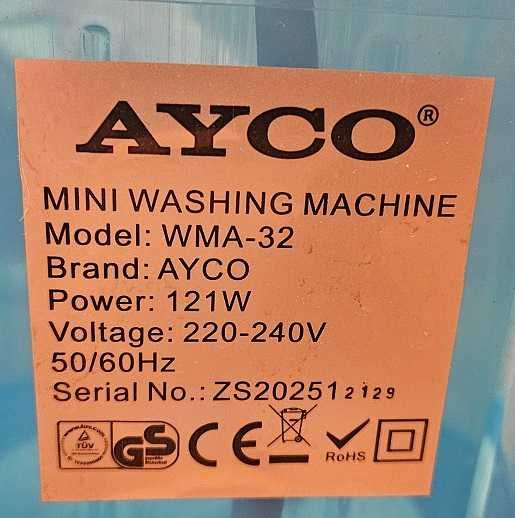 AYCO®
MINI WASHING MACHINE
Model: WMA-32
Brand: AYCO
Power: 121W
Voltage: 220-240V
50/60Hz
Serial No.: ZS202512129
TÜV GS CE RoHS